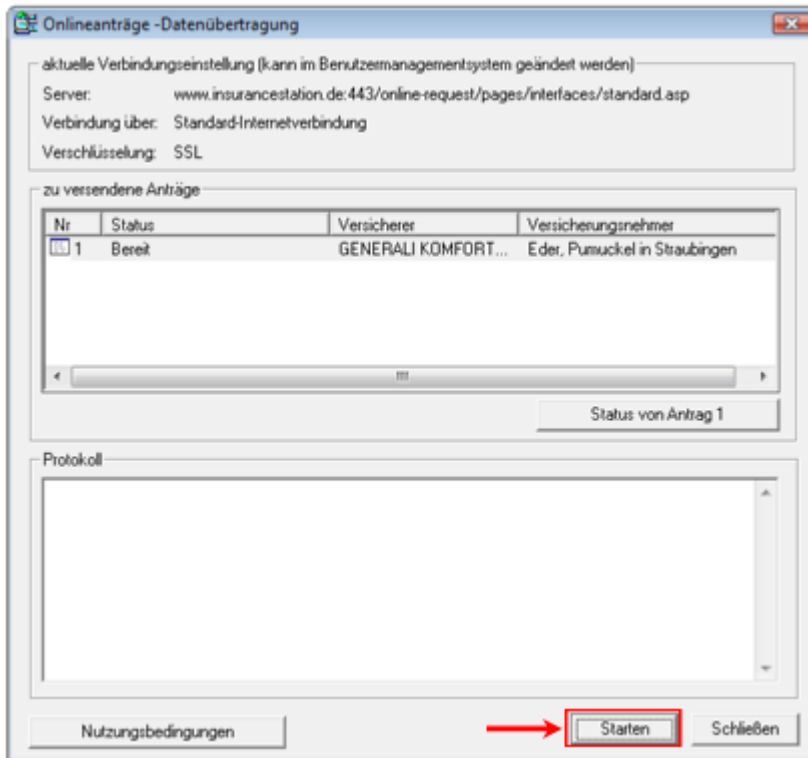 Onlineanträge -Datenübertragung
aktuelle Verbindungseinstellung (kann im Benutzermanagementsystem geändert werden)
Server: www.insurancestation.de:443/online-request/pages/interfaces/standard.asp
Verbindung über: Standard-Internetverbindung
Verschlüsselung: SSL
zu versendene Anträge
Nr Status Versicherer Versicherungsnehmer
1 Bereit GENERALI KOMFORT... Eder, Pumuckel in Straubingen
Status von Antrag 1
Protokoll
Nutzungsbedingungen Starten Schließen